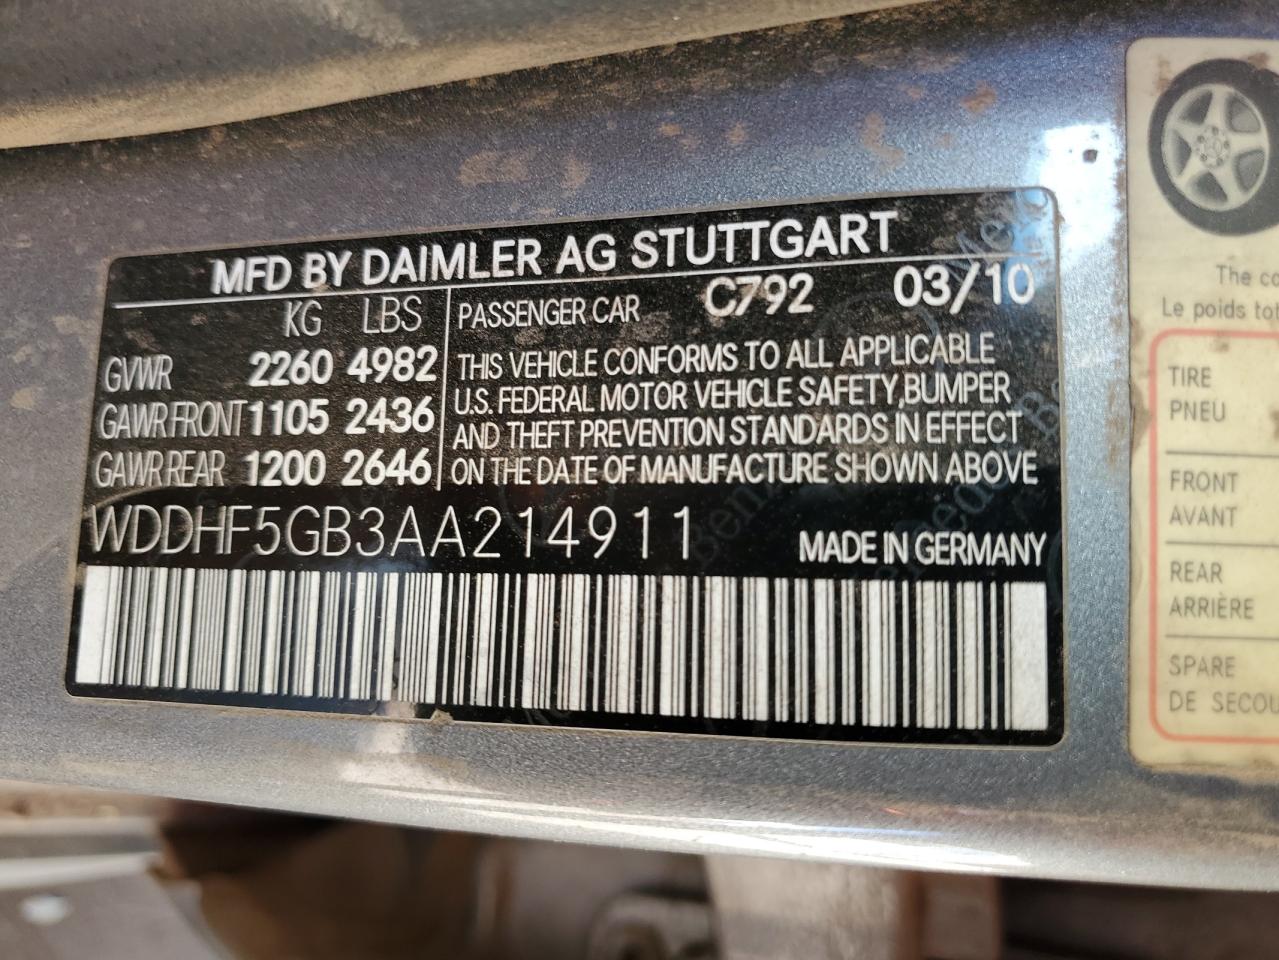 MFD BY DAIMLER AG STUTTGART
KG LBS
GVWR 2260 4982
GAWR FRONT 1105 2436
GAWR REAR 1200 2646
PASSENGER CAR C792 03/10
THIS VEHICLE CONFORMS TO ALL APPLICABLE
U.S. FEDERAL MOTOR VEHICLE SAFETY,BUMPER
AND THEFT PREVENTION STANDARDS IN EFFECT
ON THE DATE OF MANUFACTURE SHOWN ABOVE
WDDHF5GB3AA214911
MADE IN GERMANY
The co
Le poids tot
TIRE
PNEU
FRONT
AVANT
REAR
ARRIÈRE
SPARE
DE SECOU